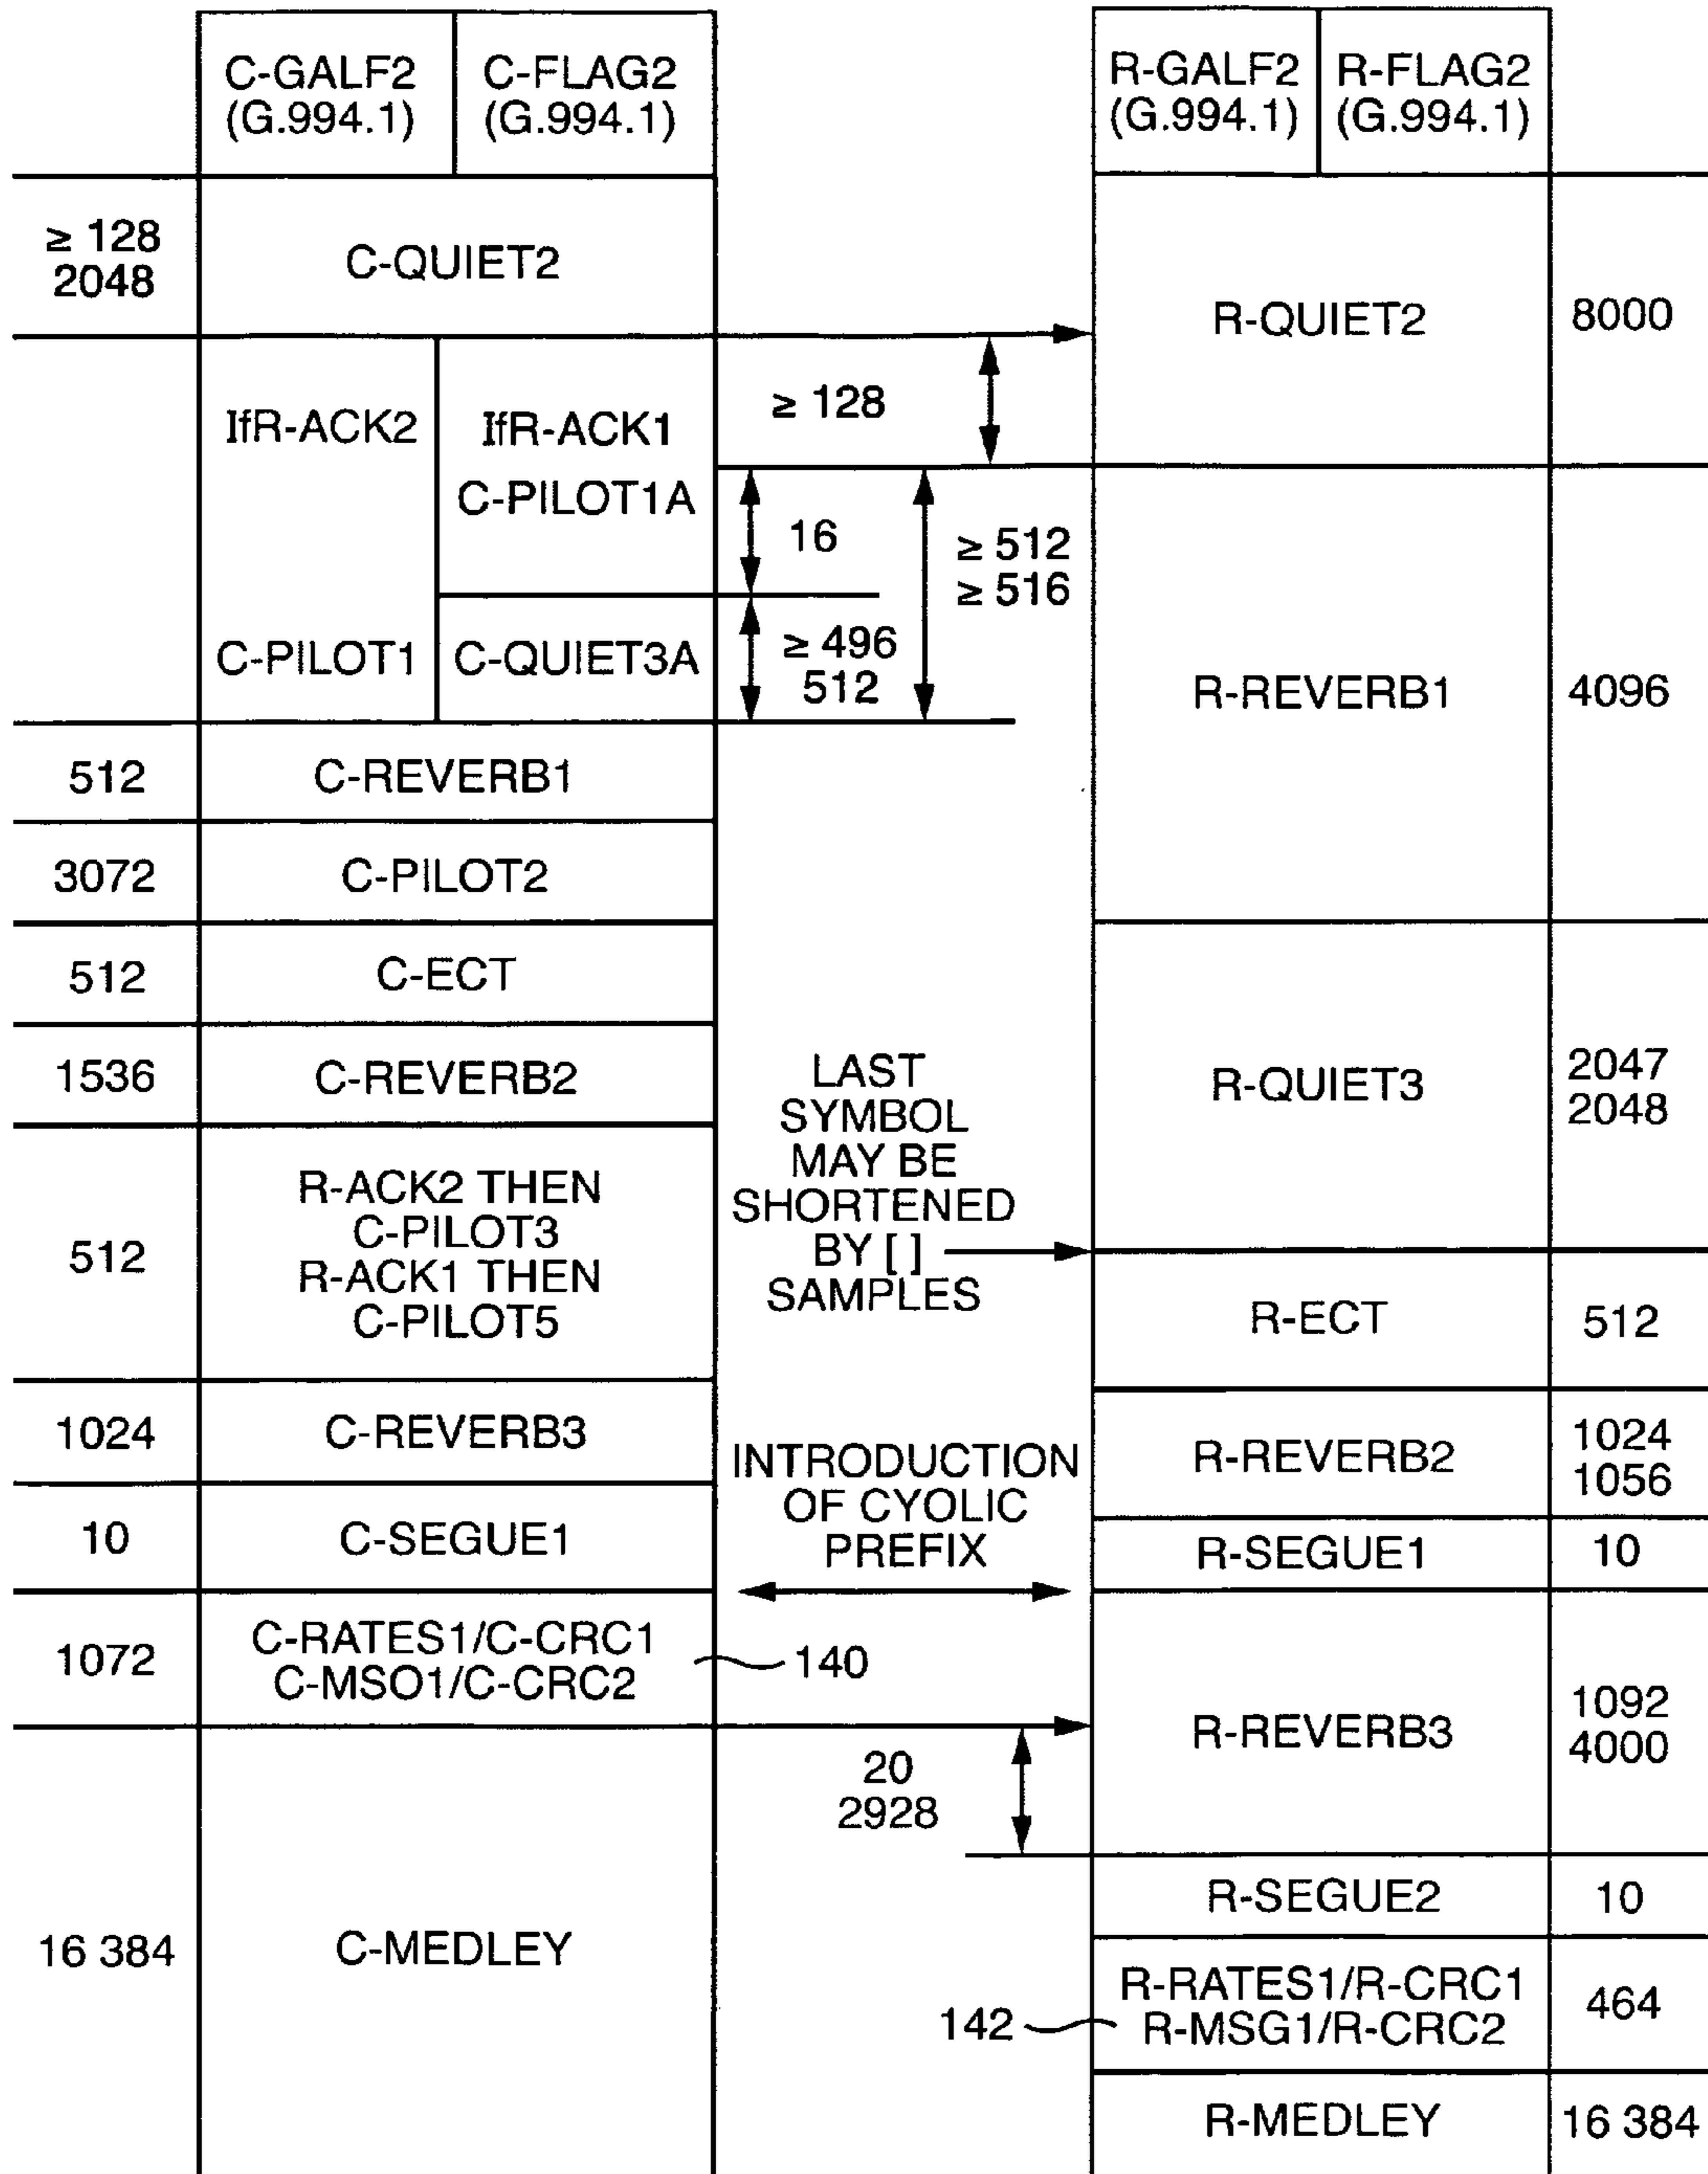 C-GALF2
(G.994.1)
C-FLAG2
(G.994.1)
R-GALF2
(G.994.1)
R-FLAG2
(G.994.1)
≥ 128
2048
C-QUIET2
R-QUIET2
8000
IfR-ACK2
IfR-ACK1
C-PILOT1A
≥ 128
16
≥ 512
≥ 516
C-PILOT1
C-QUIET3A
≥ 496
512
R-REVERB1
4096
512
C-REVERB1
3072
C-PILOT2
512
C-ECT
1536
C-REVERB2
LAST
SYMBOL
MAY BE
SHORTENED
BY [ ]
SAMPLES
R-QUIET3
2047
2048
512
R-ACK2 THEN
C-PILOT3
R-ACK1 THEN
C-PILOT5
R-ECT
512
1024
C-REVERB3
INTRODUCTION
OF CYOLIC
PREFIX
R-REVERB2
1024
1056
10
C-SEGUE1
R-SEGUE1
10
1072
C-RATES1/C-CRC1
C-MSO1/C-CRC2
140
R-REVERB3
1092
4000
20
2928
R-SEGUE2
10
16 384
C-MEDLEY
142
R-RATES1/R-CRC1
R-MSG1/R-CRC2
464
R-MEDLEY
16 384